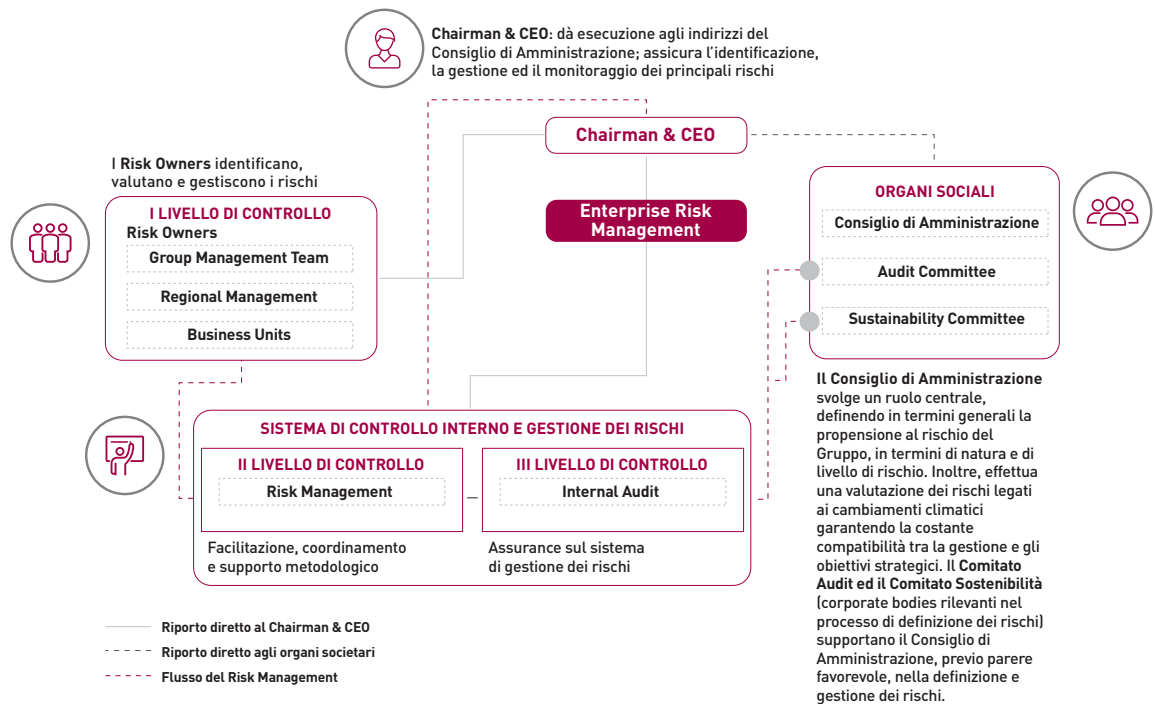 Chairman & CEO: dà esecuzione agli indirizzi del
Consiglio di Amministrazione; assicura l'identificazione,
la gestione ed il monitoraggio dei principali rischi
Chairman & CEO
I Risk Owners identificano,
valutano e gestiscono i rischi
I LIVELLO DI CONTROLLO
Risk Owners
Group Management Team
Regional Management
Business Units
Enterprise Risk
Management
ORGANI SOCIALI
Consiglio di Amministrazione
Audit Committee
Sustainability Committee
Il Consiglio di Amministrazione
svolge un ruolo centrale,
definendo in termini generali la
propensione al rischio del
Gruppo, in termini di natura e di
livello di rischio. Inoltre, effettua
una valutazione dei rischi legati
ai cambiamenti climatici
garantendo la costante
compatibilità tra la gestione e gli
obiettivi strategici. Il Comitato
Audit ed il Comitato Sostenibilità
(corporate bodies rilevanti nel
processo di definizione dei rischi)
supportano il Consiglio di
Amministrazione, previo parere
favorevole, nella definizione e
gestione dei rischi.
SISTEMA DI CONTROLLO INTERNO E GESTIONE DEI RISCHI
II LIVELLO DI CONTROLLO
Risk Management
Facilitazione, coordinamento
e supporto metodologico
III LIVELLO DI CONTROLLO
Internal Audit
Assurance sul sistema
di gestione dei rischi
Riporto diretto al Chairman & CEO
Riporto diretto agli organi societari
Flusso del Risk Management